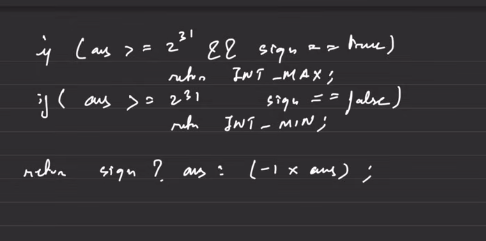 if (ans >= 2^31 && sign == true)
return INT_MAX;
if ( ans >= 2^31 sign == false)
return INT_MIN;
return sign ? ans : (-1 x ans) ;